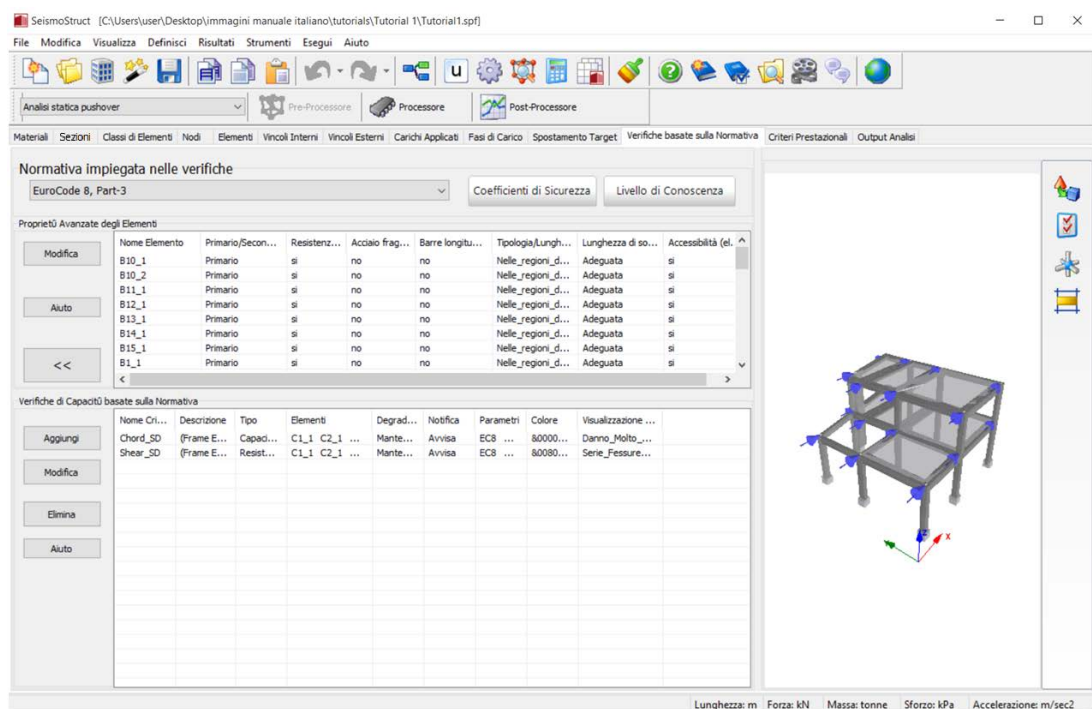 SeismoStruct [C:\Users\user\Desktop\immagini manuale italiano\tutorials\Tutorial 1\Tutorial1.spf]
File Modifica Visualizza Definisci Risultati Strumenti Esegui Aiuto
u
Analisi statica pushover Pre-Processore Processore Post-Processore
Materiali Sezioni Classi di Elementi Nodi Elementi Vincoli Interni Vincoli Esterni Carichi Applicati Fasi di Carico Spostamento Target Verifiche basate sulla Normativa Criteri Prestazionali Output Analisi
Normativa impiegata nelle verifiche
EuroCode 8, Part-3 Coefficienti di Sicurezza Livello di Conoscenza
Proprietŭ Avanzate degli Elementi
Modifica
Aiuto
<<
Nome Elemento Primario/Secon... Resistenz... Acciaio frag... Barre longitu... Tipologia/Lungh... Lunghezza di so... Accessibilità (el.
B10_1 Primario si no no Nelle_regioni_d... Adeguata si
B10_2 Primario si no no Nelle_regioni_d... Adeguata si
B11_1 Primario si no no Nelle_regioni_d... Adeguata si
B12_1 Primario si no no Nelle_regioni_d... Adeguata si
B13_1 Primario si no no Nelle_regioni_d... Adeguata si
B14_1 Primario si no no Nelle_regioni_d... Adeguata si
B15_1 Primario si no no Nelle_regioni_d... Adeguata si
B1_1 Primario si no no Nelle_regioni_d... Adeguata si
Verifiche di Capacitŭ basate sulla Normativa
Aggiungi
Modifica
Elimina
Aiuto
Nome Cri... Descrizione Tipo Elementi Degrad... Notifica Parametri Colore Visualizzazione ...
Chord_SD (Frame E... Capaci... C1_1 C2_1 ... Mante... Avvisa EC8 ... &0000... Danno_Molto_...
Shear_SD (Frame E... Resist... C1_1 C2_1 ... Mante... Avvisa EC8 ... &0080... Serie_Fessure...
z x
Lunghezza: m Forza: kN Massa: tonne Sforzo: kPa Accelerazione: m/sec2